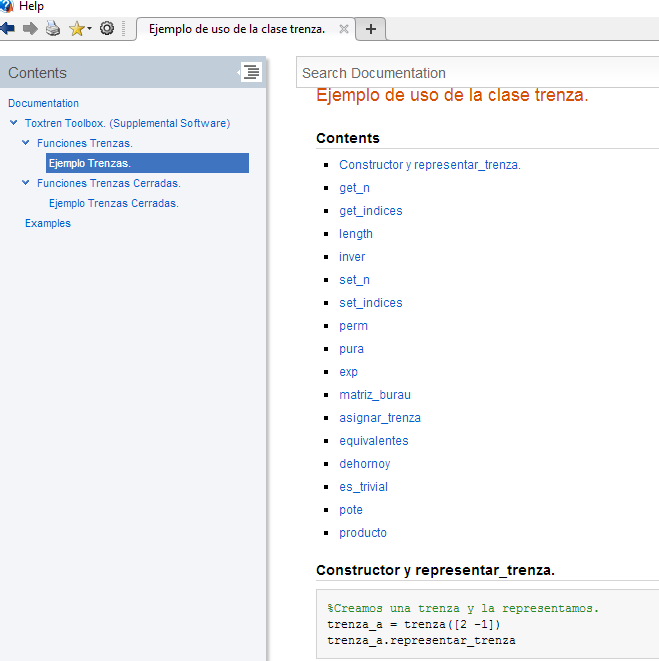 Help
Ejemplo de uso de la clase trenza.
Contents
Documentation
Toxtren Toolbox. (Supplemental Software)
Funciones Trenzas.
Ejemplo Trenzas.
Funciones Trenzas Cerradas.
Ejemplo Trenzas Cerradas.
Examples
Search Documentation
Ejemplo de uso de la clase trenza.
Contents
Constructor y representar_trenza.
get_n
get_indices
length
inver
set_n
set_indices
perm
pura
exp
matriz_burau
asignar_trenza
equivalentes
dehornoy
es_trivial
pote
producto
Constructor y representar_trenza.
%Creamos una trenza y la representamos.
trenza_a = trenza([2 -1])
trenza_a.representar_trenza